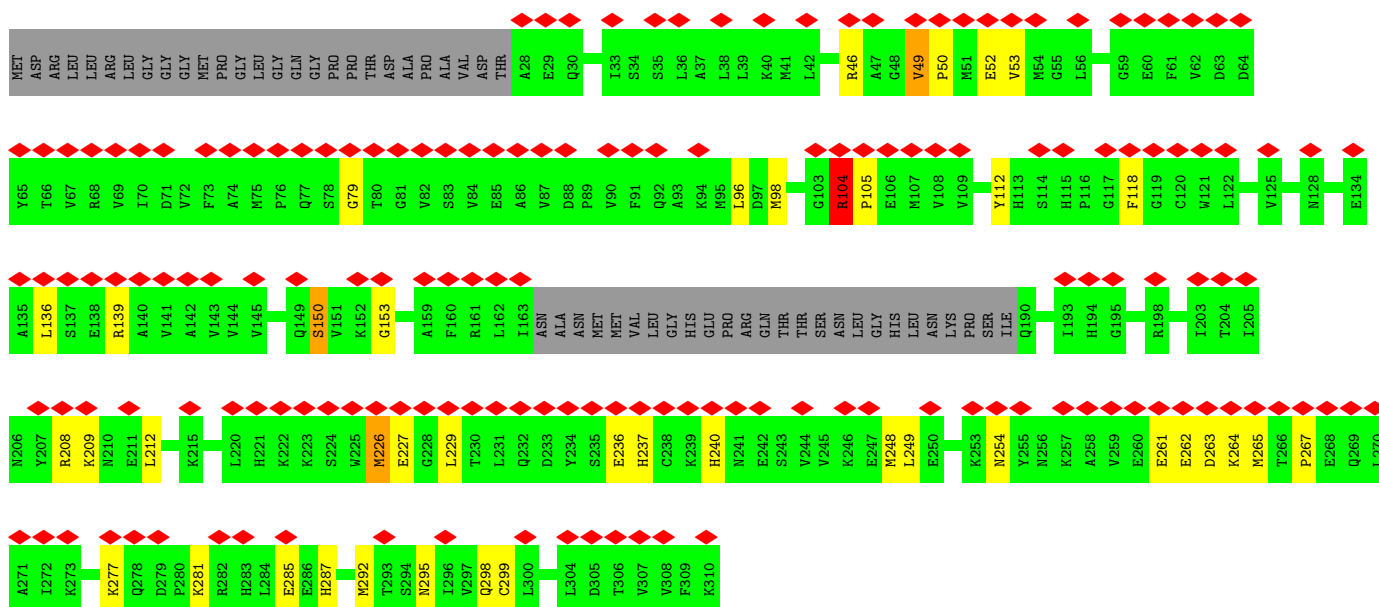 MET ASP ARG LEU LEU ARG LEU GLY GLY GLY MET PRO GLY LEU GLY GLN GLY PRO PRO THR ASP ALA PRO ALA VAL ASP THR A28 E29 Q30 I33 S34 S35 L36 A37 L38 L39 K40 M41 L42 R46 A47 G48 V49 P50 M51 E52 V53 M54 G55 L56 G59 E60 F61 V62 D63 D64
Y65 T66 V67 R68 V69 I70 D71 V72 F73 A74 M75 P76 Q77 S78 G79 T80 G81 V82 S83 V84 E85 A86 V87 D88 P89 V90 F91 Q92 A93 K94 M95 L96 D97 M98 G103 R104 P105 E106 M107 V108 V109 Y112 H113 S114 H115 P116 G117 F118 G119 C120 W121 L122 V125 N128 E134
A135 L136 S137 E138 R139 A140 V141 A142 V143 V144 V145 Q149 S150 V151 K152 G153 A159 F160 R161 L162 I163 ASN ALA ASN MET MET VAL LEU GLY HIS GLU PRO ARG GLN THR THR SER ASN LEU GLY HIS LEU ASN LYS PRO SER ILE Q190 I193 H194 G195 R198 I203 T204 I205
N206 Y207 R208 K209 N210 E211 L212 K215 L220 H221 K222 K223 S224 W225 M226 E227 G228 L229 T230 L231 Q232 D233 Y234 S235 E236 H237 C238 K239 H240 N241 E242 S243 V244 V245 K246 E247 M248 L249 E250 K253 N254 Y255 N256 K257 A258 V259 E260 E261 E262 D263 K264 M265 T266 P267 E268 Q269 L270
A271 I272 K273 K277 Q278 D279 P280 K281 R282 H283 L284 E285 E286 H287 M292 T293 S294 N295 I296 V297 Q298 C299 L300 L304 D305 T306 V307 V308 F309 K310